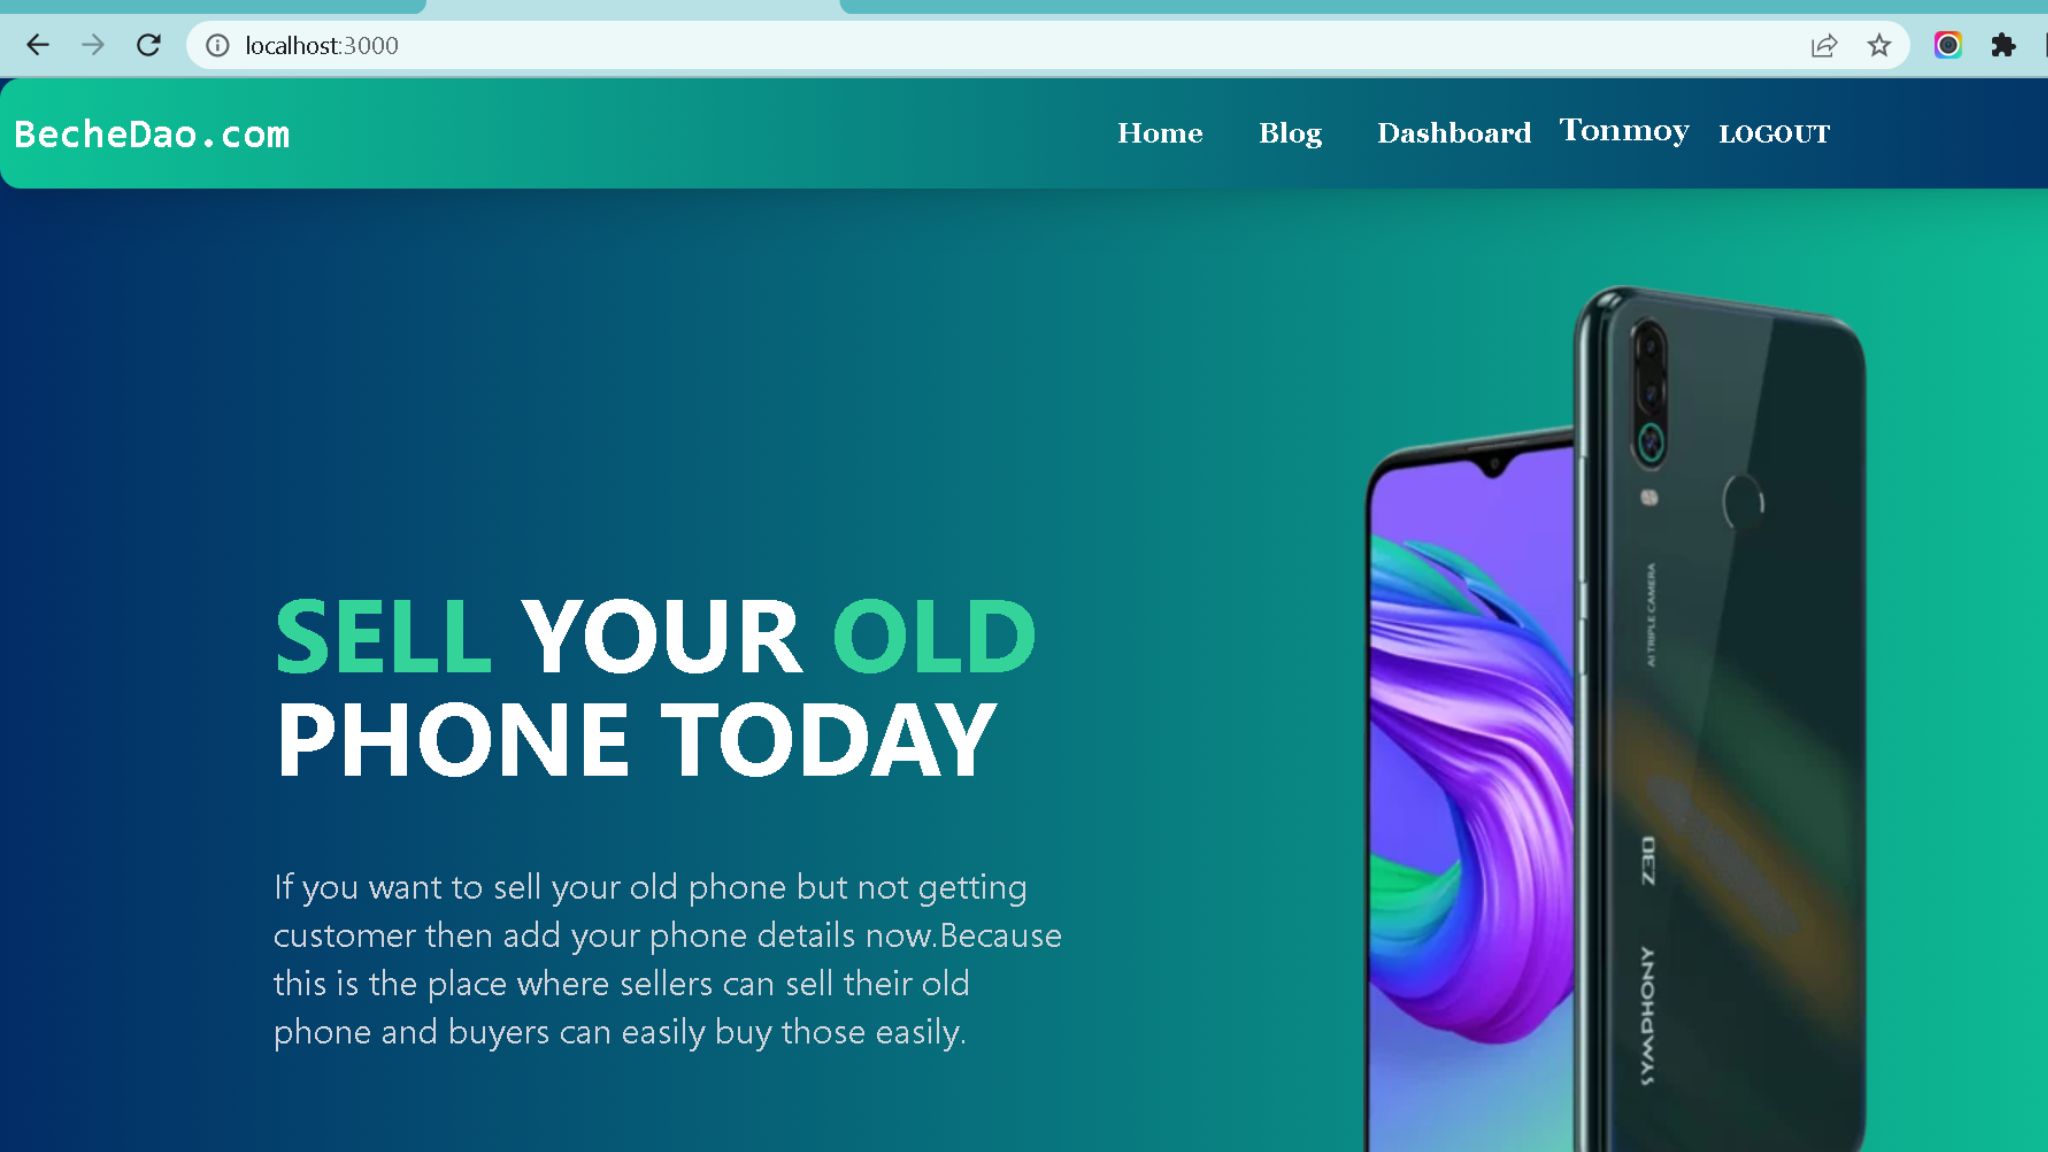 localhost:3000
BecheDao.com
Home Blog Dashboard Tonmoy LOGOUT
SELL YOUR OLD
PHONE TODAY
If you want to sell your old phone but not getting
customer then add your phone details now.Because
this is the place where sellers can sell their old
phone and buyers can easily buy those easily.
AI TRIPLE CAMERA
Z30
SYMPHONY